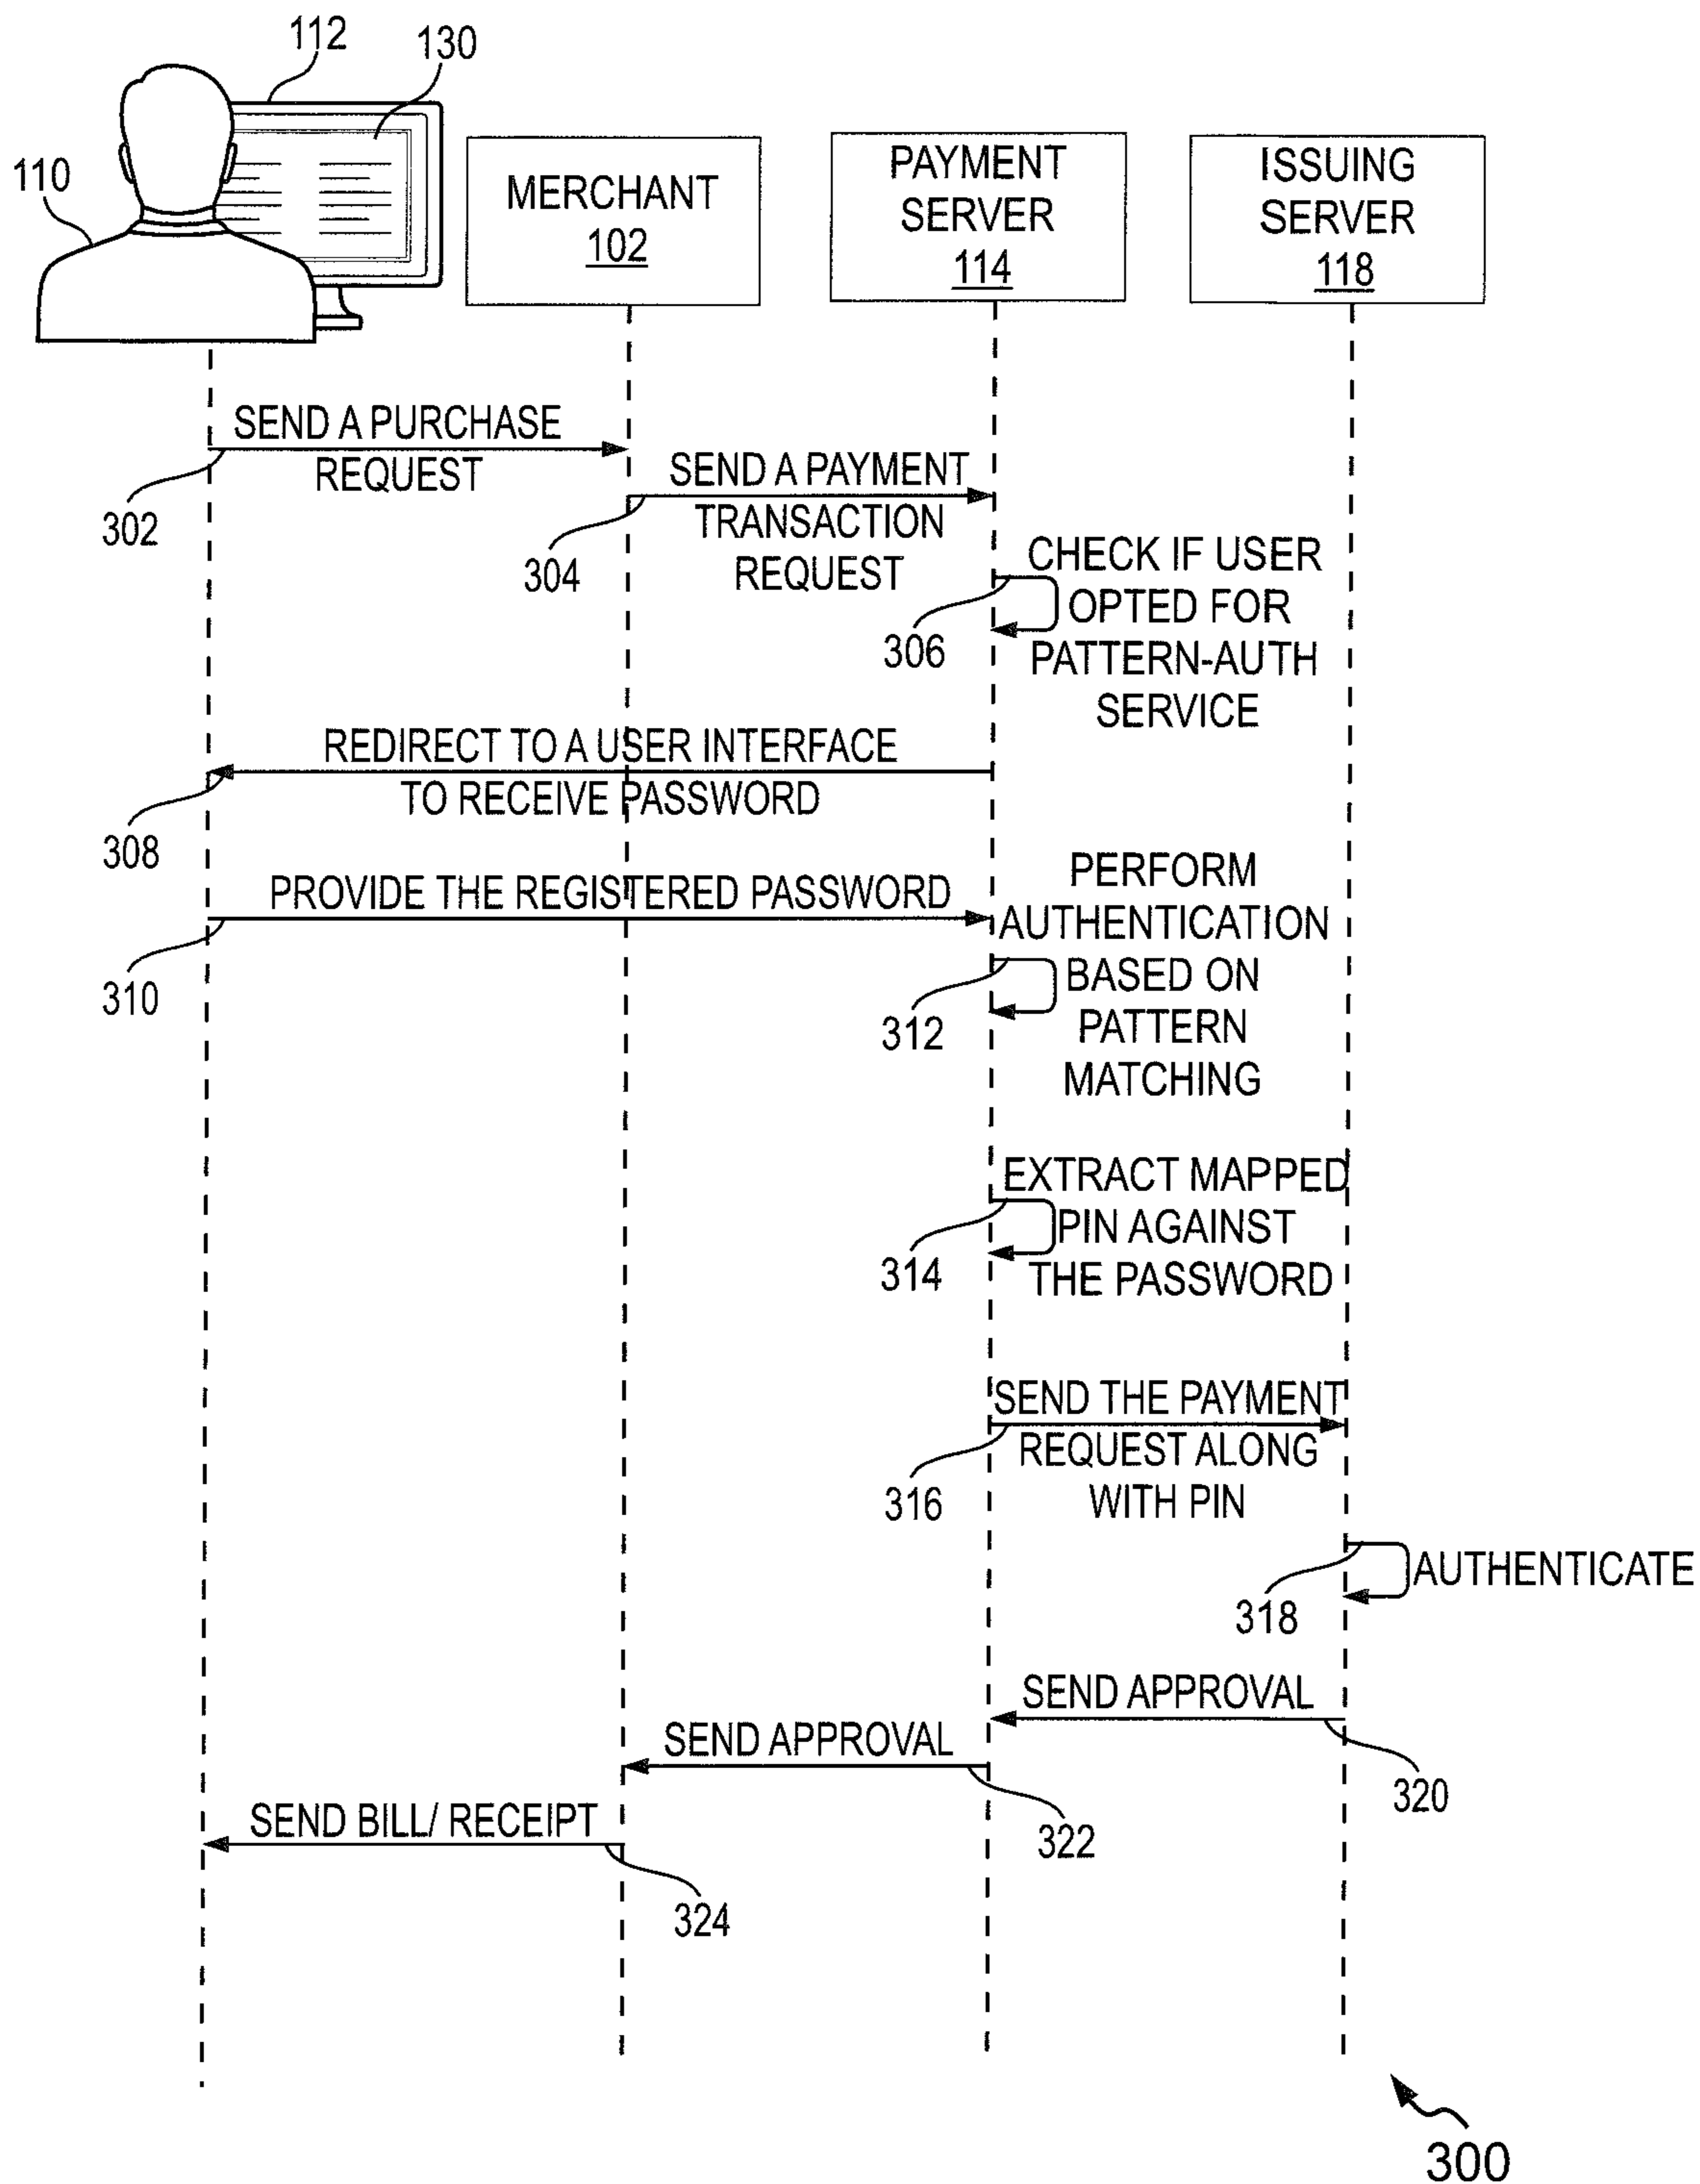 112
130
110
MERCHANT
102
PAYMENT
SERVER
114
ISSUING
SERVER
118
SEND A PURCHASE
REQUEST
302
SEND A PAYMENT
TRANSACTION
REQUEST
304
CHECK IF USER
OPTED FOR
PATTERN-AUTH
SERVICE
306
REDIRECT TO A USER INTERFACE
TO RECEIVE PASSWORD
308
PROVIDE THE REGISTERED PASSWORD
310
PERFORM
AUTHENTICATION
BASED ON
PATTERN
MATCHING
312
EXTRACT MAPPED
PIN AGAINST
THE PASSWORD
314
SEND THE PAYMENT
REQUEST ALONG
WITH PIN
316
AUTHENTICATE
318
SEND APPROVAL
320
SEND APPROVAL
322
SEND BILL/ RECEIPT
324
300